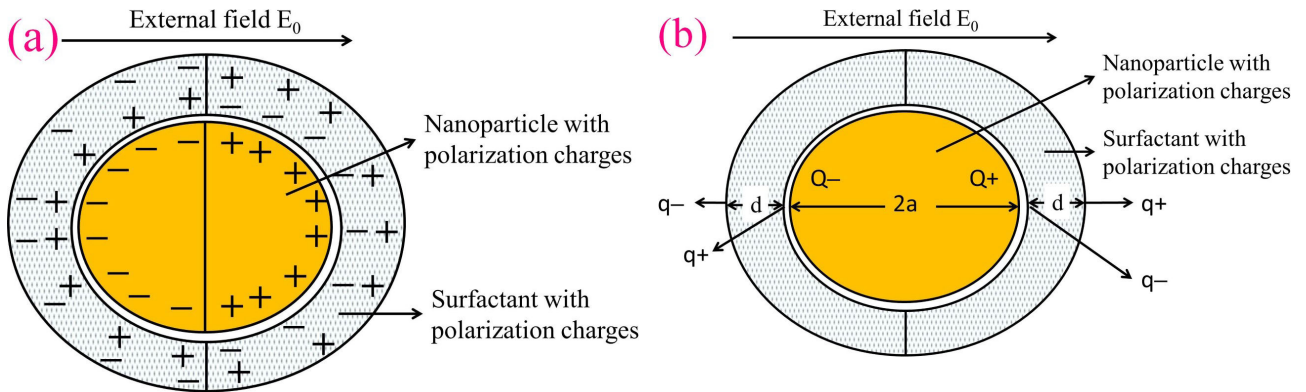 (a)
External field E₀
Nanoparticle with
polarization charges
Surfactant with
polarization charges
(b)
External field E₀
Nanoparticle with
polarization charges
Surfactant with
polarization charges
Q− Q+
q− d 2a d q+
q+
q−